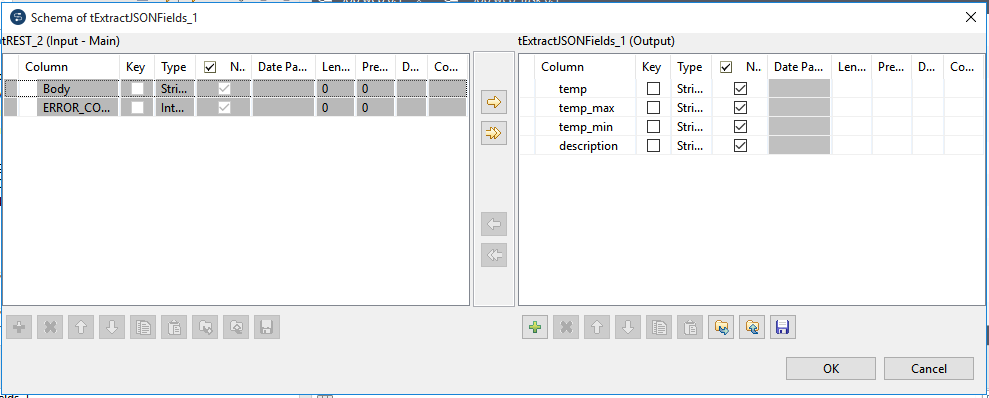 Schema of tExtractJSONFields_1
otREST_2 (Input - Main)
Column Key Type N.. Date Pa... Len... Pre... D... Co...
Body Stri... 0 0
ERROR_CO... Int... 0 0
tExtractJSONFields_1 (Output)
Column Key Type N.. Date Pa... Len... Pre... D... Co...
temp Stri...
temp_max Stri...
temp_min Stri...
description Stri...
OK Cancel